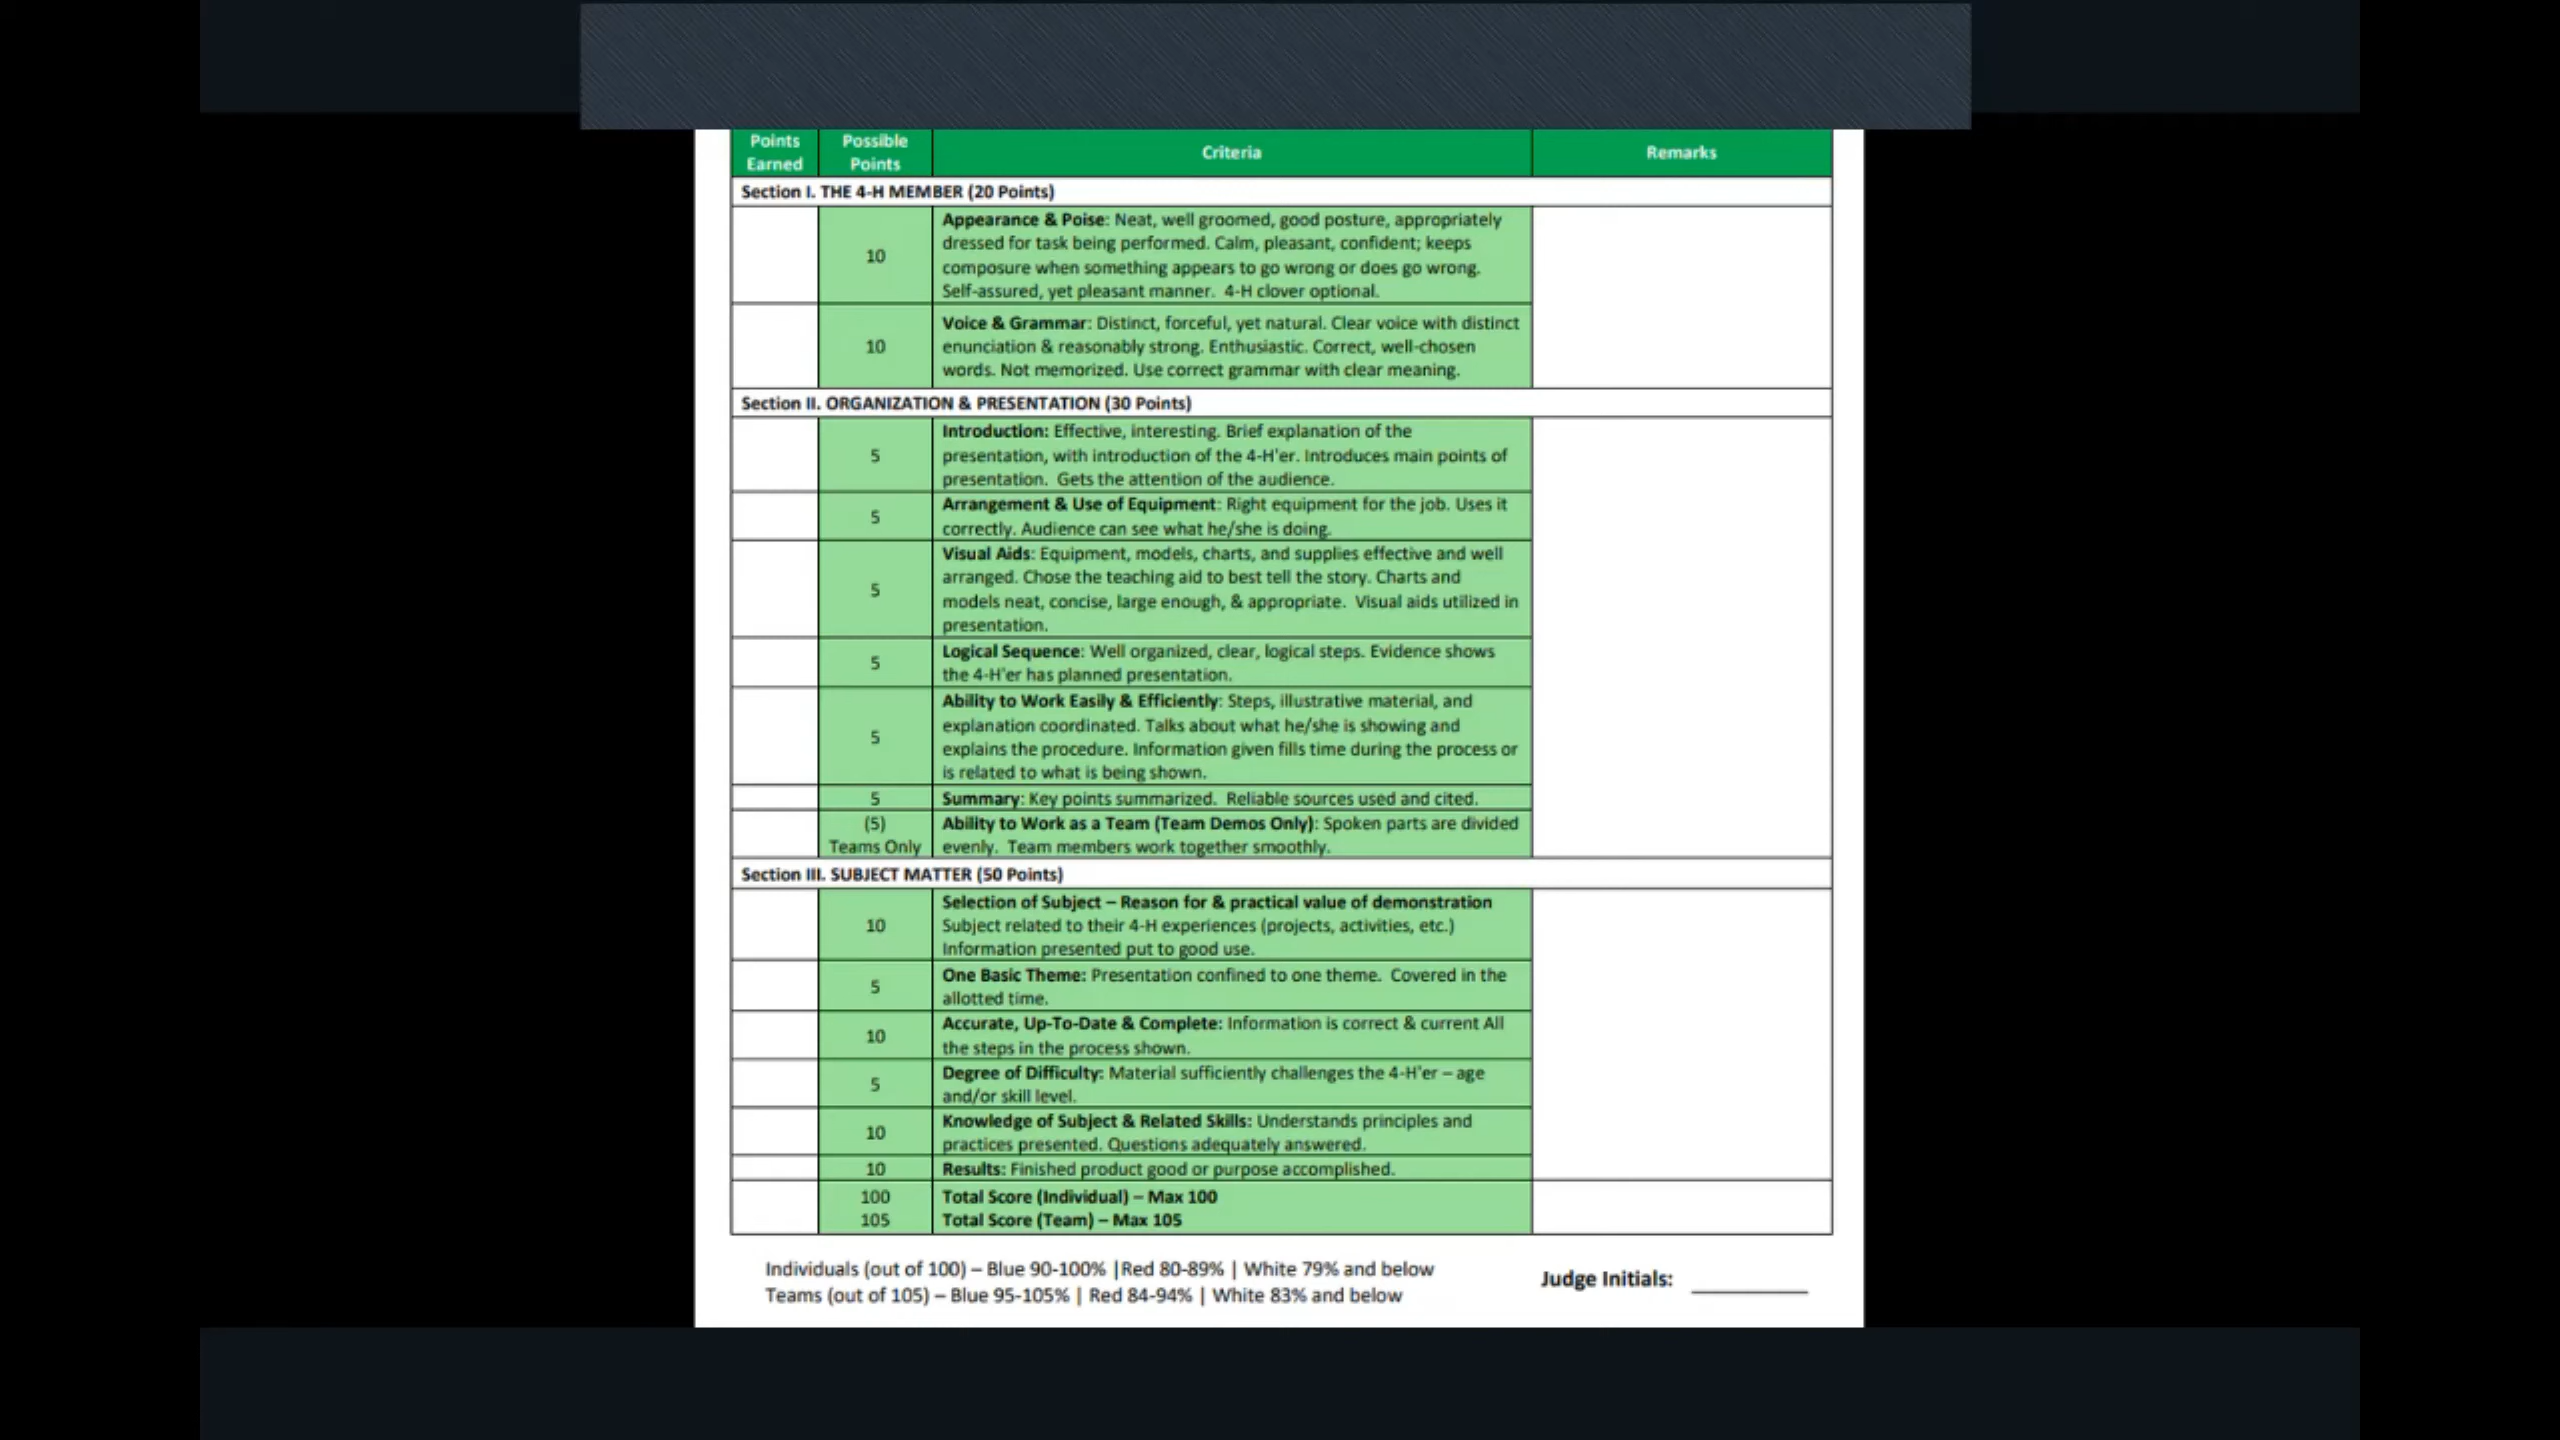 Points Earned
Possible Points
Criteria
Remarks
Section I. THE 4-H MEMBER (20 Points)
10
Appearance & Poise: Neat, well groomed, good posture, appropriately
dressed for task being performed. Calm, pleasant, confident; keeps
composure when something appears to go wrong or does go wrong.
Self-assured, yet pleasant manner.  4-H clover optional.
10
Voice & Grammar: Distinct, forceful, yet natural. Clear voice with distinct
enunciation & reasonably strong. Enthusiastic. Correct, well-chosen
words. Not memorized. Use correct grammar with clear meaning.
Section II. ORGANIZATION & PRESENTATION (30 Points)
5
Introduction: Effective, interesting. Brief explanation of the
presentation, with introduction of the 4-H'er. Introduces main points of
presentation.  Gets the attention of the audience.
5
Arrangement & Use of Equipment: Right equipment for the job. Uses it
correctly. Audience can see what he/she is doing.
5
Visual Aids: Equipment, models, charts, and supplies effective and well
arranged. Chose the teaching aid to best tell the story. Charts and
models neat, concise, large enough, & appropriate.  Visual aids utilized in
presentation.
5
Logical Sequence: Well organized, clear, logical steps. Evidence shows
the 4-H'er has planned presentation.
5
Ability to Work Easily & Efficiently: Steps, illustrative material, and
explanation coordinated. Talks about what he/she is showing and
explains the procedure. Information given fills time during the process or
is related to what is being shown.
5
Summary: Key points summarized.  Reliable sources used and cited.
(5)
Teams Only
Ability to Work as a Team (Team Demos Only): Spoken parts are divided
evenly.  Team members work together smoothly.
Section III. SUBJECT MATTER (50 Points)
10
Selection of Subject – Reason for & practical value of demonstration
Subject related to their 4-H experiences (projects, activities, etc.)
Information presented put to good use.
5
One Basic Theme: Presentation confined to one theme.  Covered in the
allotted time.
10
Accurate, Up-To-Date & Complete: Information is correct & current All
the steps in the process shown.
5
Degree of Difficulty: Material sufficiently challenges the 4-H'er – age
and/or skill level.
10
Knowledge of Subject & Related Skills: Understands principles and
practices presented. Questions adequately answered.
10
Results: Finished product good or purpose accomplished.
100
Total Score (Individual) – Max 100
105
Total Score (Team) – Max 105
Individuals (out of 100) – Blue 90-100% |Red 80-89% | White 79% and below
Teams (out of 105) – Blue 95-105% | Red 84-94% | White 83% and below
Judge Initials: ____________